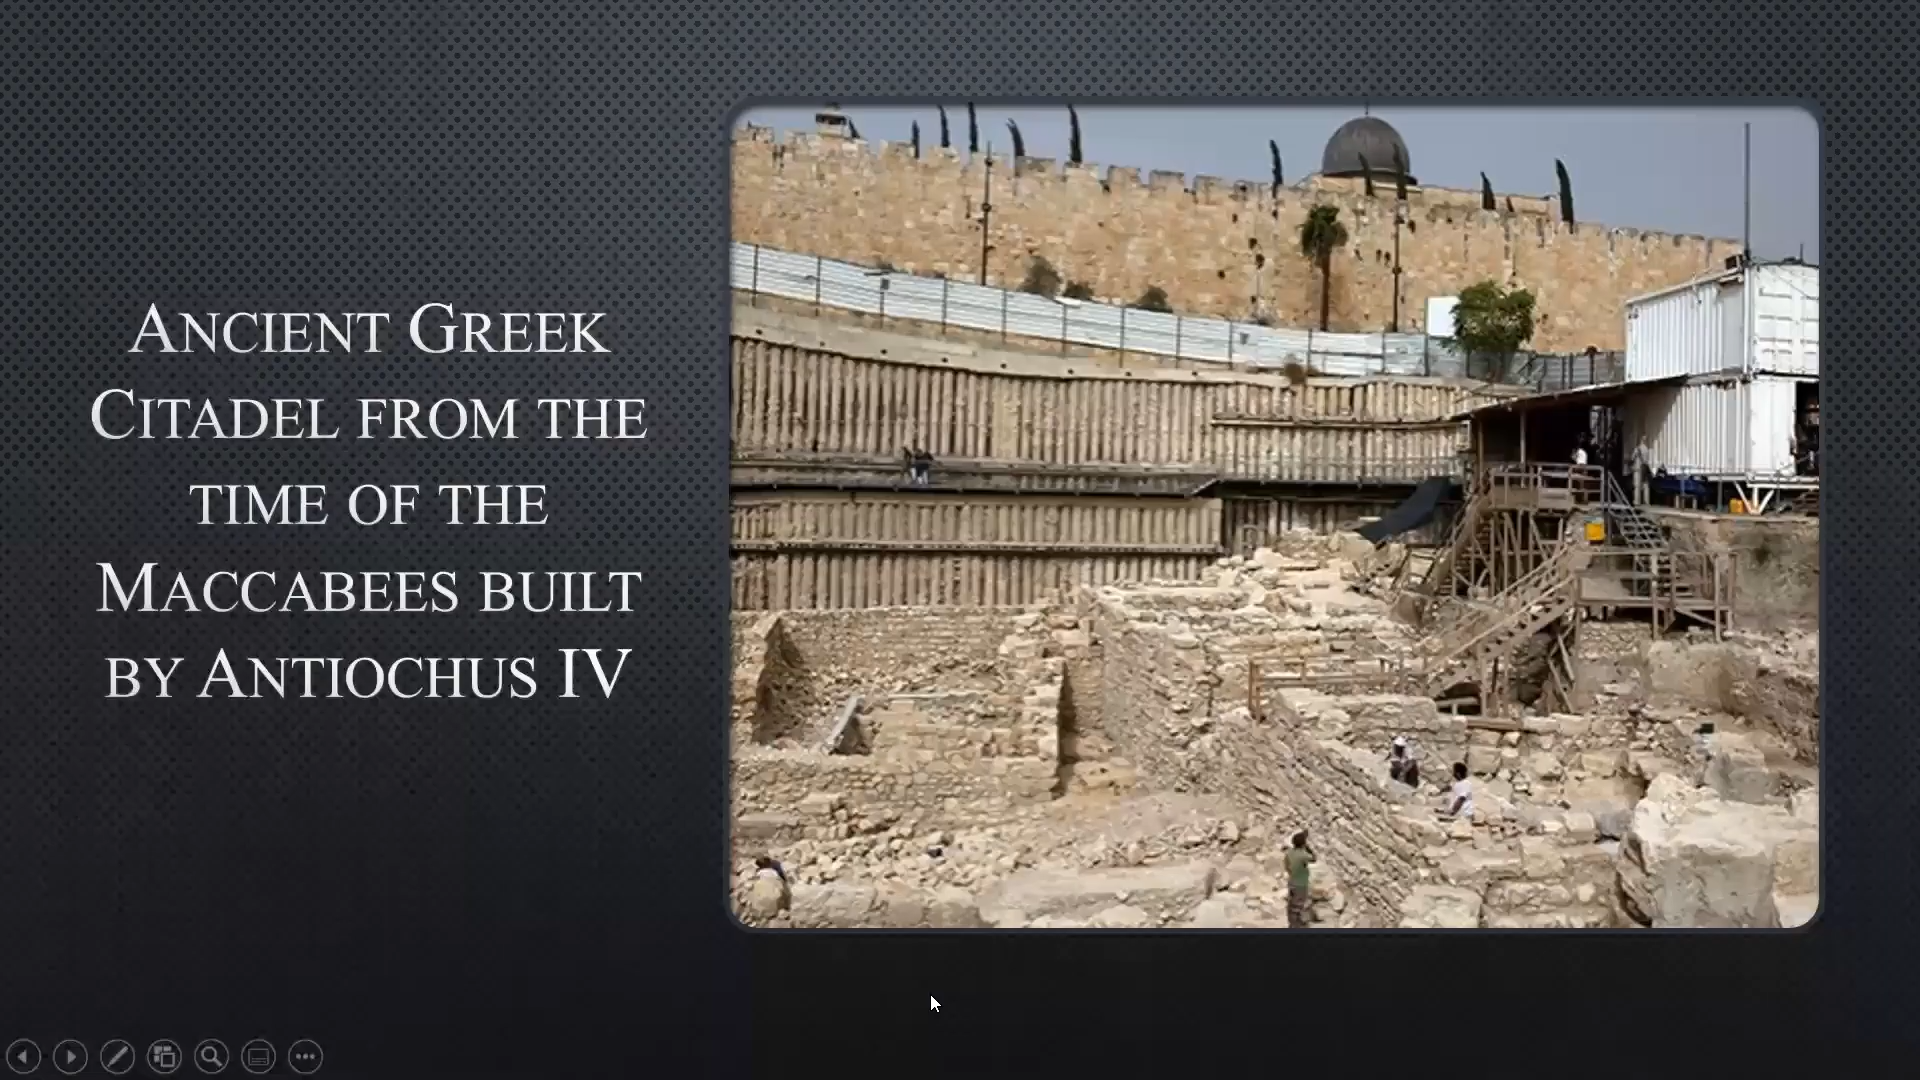 Ancient Greek
Citadel from the
time of the
Maccabees built
by Antiochus IV